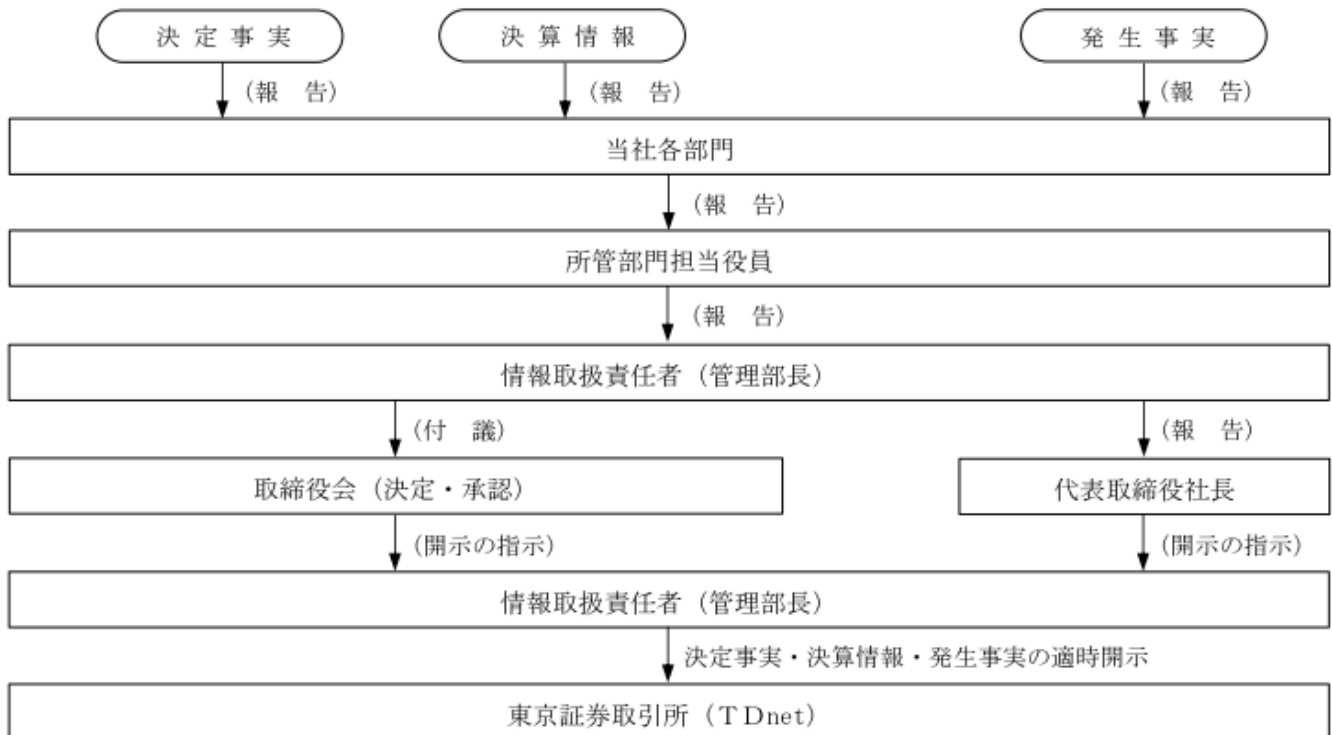 決定事実　決算情報　発生事実
(報　告)　(報　告)　(報　告)
当社各部門
(報　告)
所管部門担当役員
(報　告)
情報取扱責任者（管理部長）
(付　議)　(報　告)
取締役会（決定・承認）　代表取締役社長
(開示の指示)　(開示の指示)
情報取扱責任者（管理部長）
決定事実・決算情報・発生事実の適時開示
東京証券取引所（ＴＤnet）